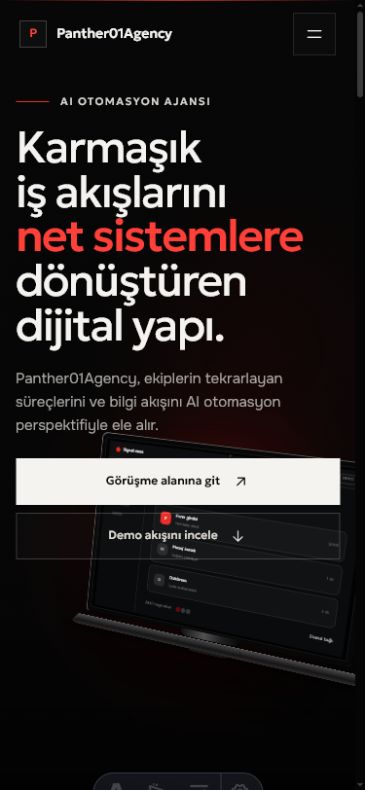 P
Panther01Agency
AI OTOMASYON AJANSI
Karmaşık
iş akışlarını
net sistemlere
dönüştüren
dijital yapı.
Panther01Agency, ekiplerin tekrarlayan
süreçlerini ve bilgi akışını AI otomasyon
perspektifiyle ele alır.
Görüşme alanına git
Demo akışını incele